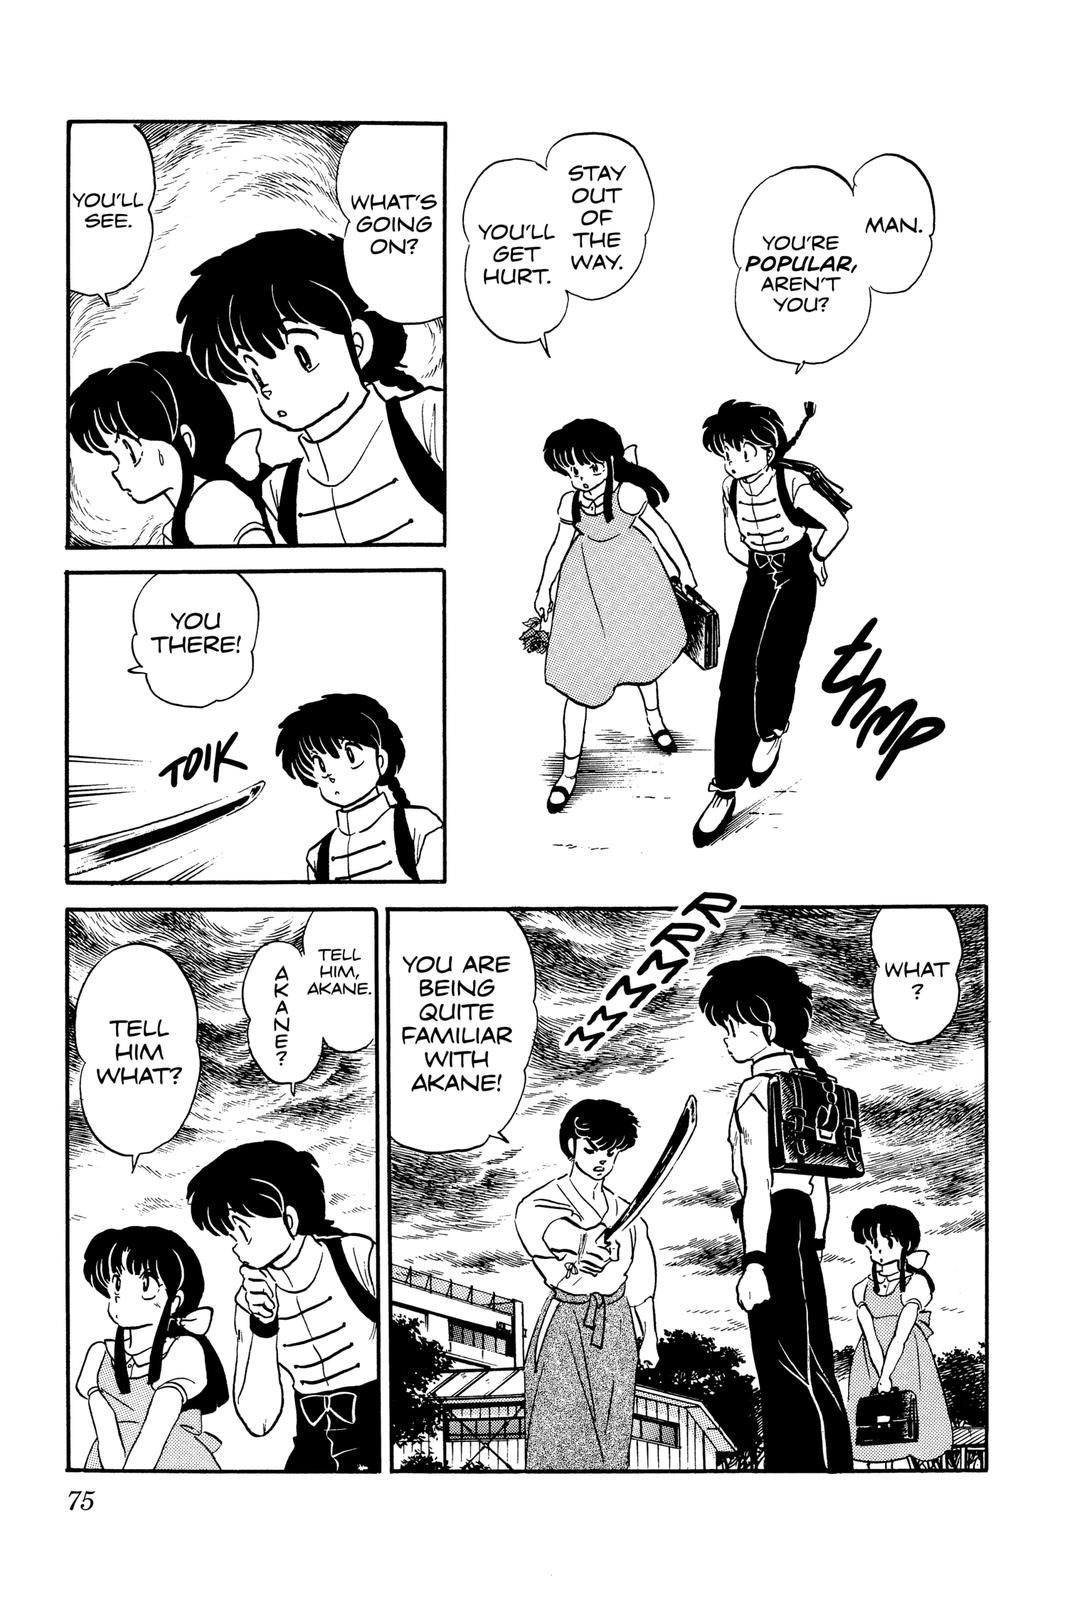 MAN.
YOU'RE
POPULAR,
AREN'T
YOU?
STAY
OUT
OF
THE
WAY.
YOU'LL
GET
HURT.
thmp
WHAT'S
GOING
ON?
YOU'LL
SEE.
YOU
THERE!
TOIK
WHAT
?
RRMMMM
YOU ARE
BEING
QUITE
FAMILIAR
WITH
AKANE!
TELL
HIM,
AKANE.
A
K
A
N
E
?
TELL
HIM
WHAT?
75